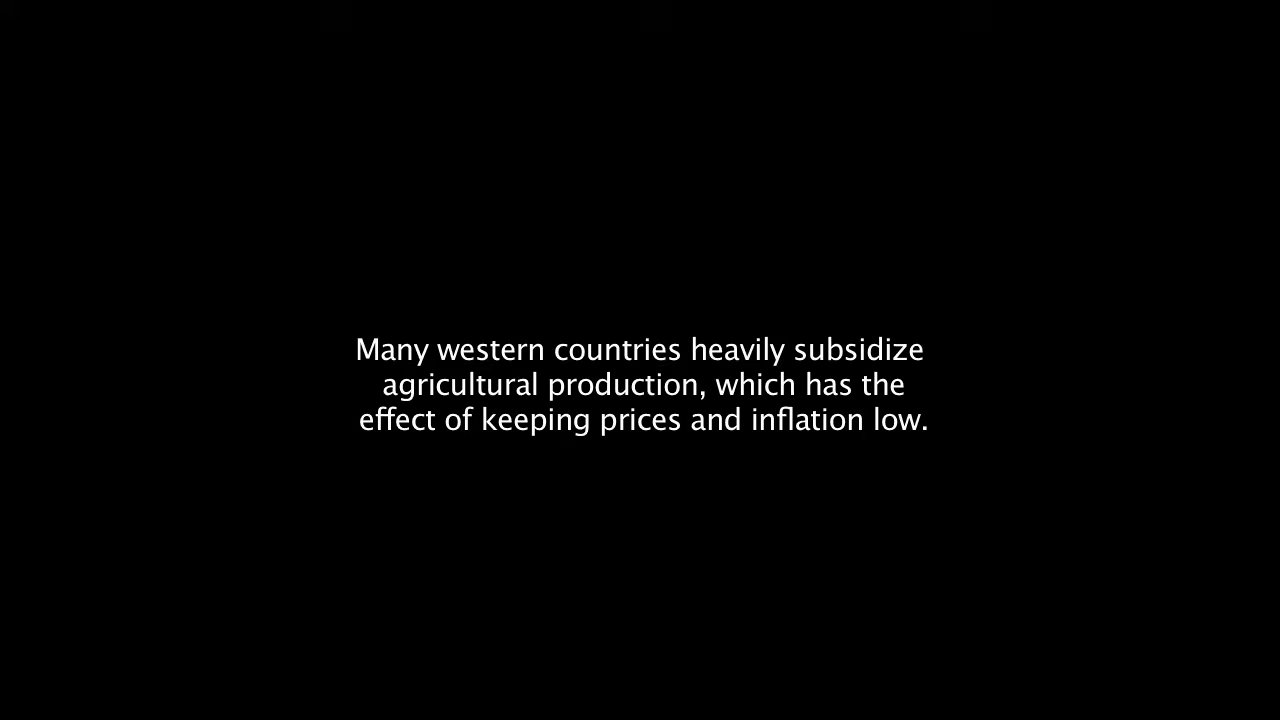 Many western countries heavily subsidize
agricultural production, which has the
effect of keeping prices and inflation low.